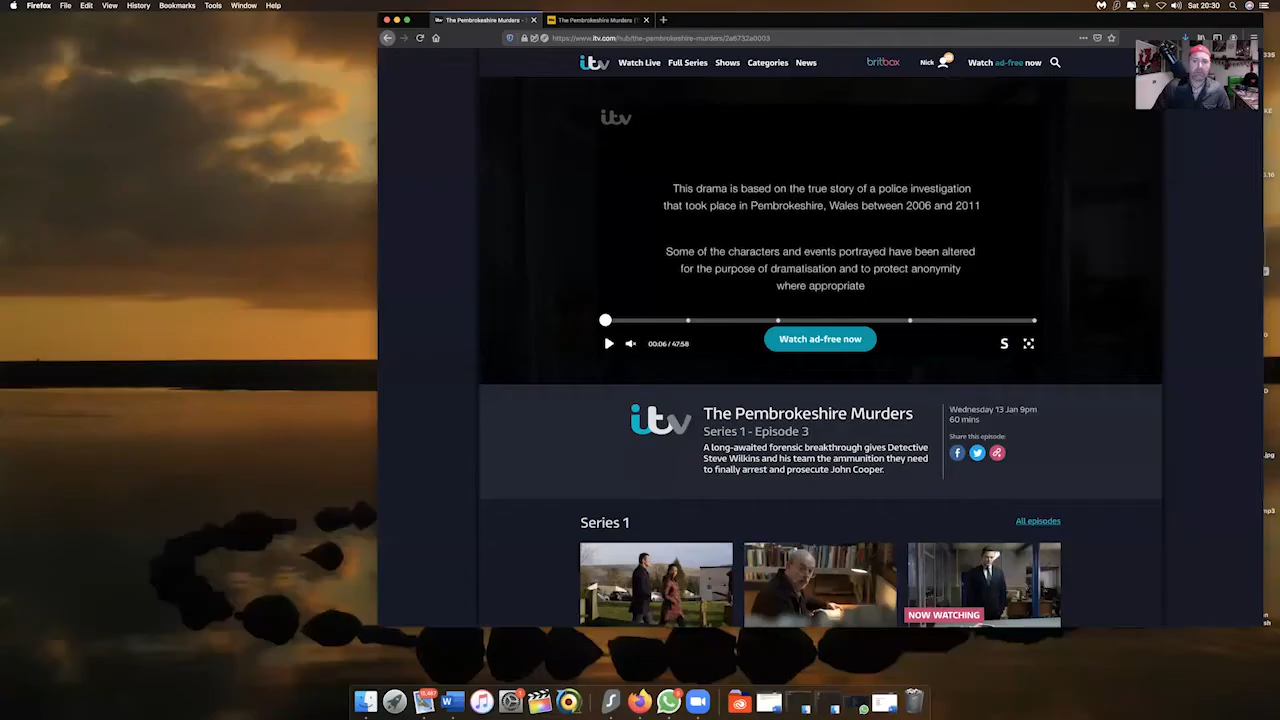 Firefox File Edit View History Bookmarks Tools Window Help
Sat 20:30
The Pembrokeshire Murders -
The Pembrokeshire Murders (
https://www.itv.com/hub/the-pembrokeshire-murders/2a6732a0003
itv Watch Live Full Series Shows Categories News britbox Nick Watch ad-free now
itv
This drama is based on the true story of a police investigation
that took place in Pembrokeshire, Wales between 2006 and 2011
Some of the characters and events portrayed have been altered
for the purpose of dramatisation and to protect anonymity
where appropriate
00:06 / 47:58
Watch ad-free now
S
itv
The Pembrokeshire Murders
Series 1 - Episode 3
A long-awaited forensic breakthrough gives Detective
Steve Wilkins and his team the ammunition they need
to finally arrest and prosecute John Cooper.
Wednesday 13 Jan 9pm
60 mins
Share this episode:
Series 1
All episodes
NOW WATCHING